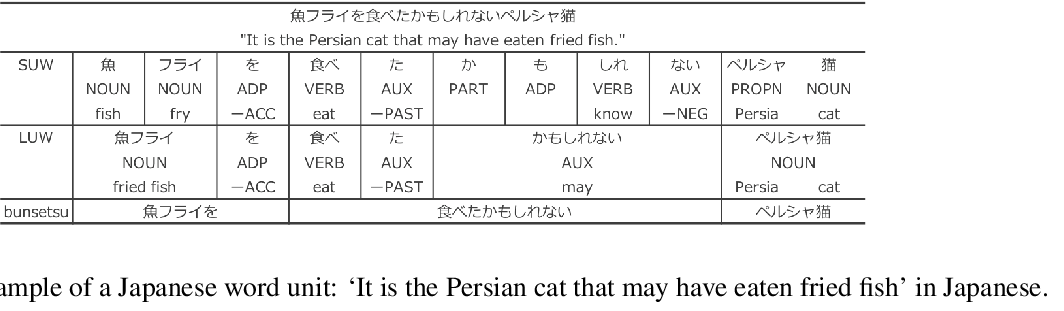 魚フライを食べたかもしれないペルシャ猫
"It is the Persian cat that may have eaten fried fish."
SUW 魚 フライ を 食べ た か も しれ ない ペルシャ 猫
NOUN NOUN ADP VERB AUX PART ADP VERB AUX PROPN NOUN
fish fry −ACC eat −PAST know −NEG Persia cat
LUW 魚フライ を 食べ た かもしれない ペルシャ猫
NOUN ADP VERB AUX AUX NOUN
fried fish −ACC eat −PAST may Persia cat
bunsetsu 魚フライを 食べたかもしれない ペルシャ猫
ample of a Japanese word unit: ‘It is the Persian cat that may have eaten fried fish’ in Japanese.